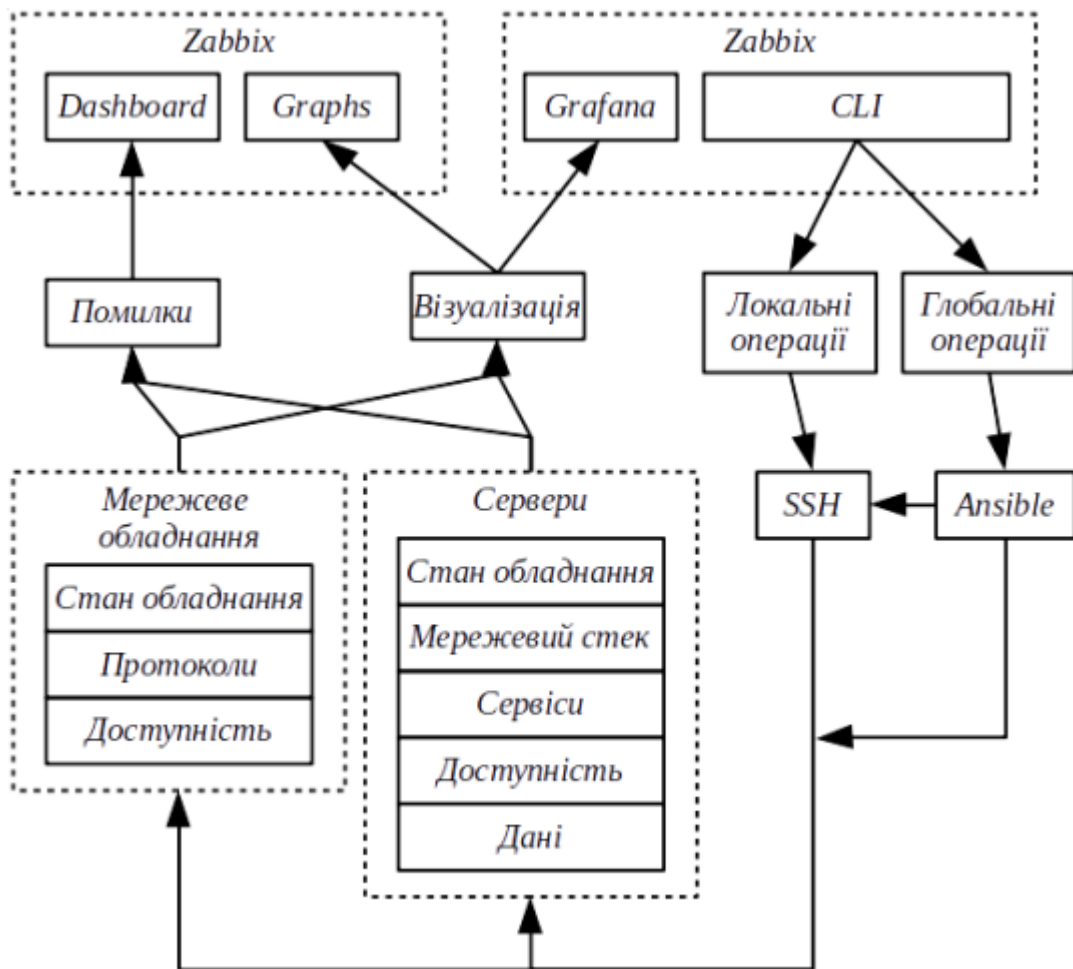 Zabbix
Zabbix
Dashboard
Graphs
Grafana
CLI
Помилки
Візуалізація
Локальні
операції
Глобальні
операції
Мережеве
обладнання
Сервери
SSH
Ansible
Стан обладнання
Протоколи
Доступність
Стан обладнання
Мережевий стек
Сервіси
Доступність
Дані